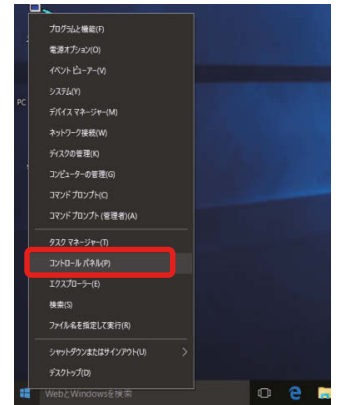 プログラムと機能(F)
電源オプション(O)
イベント ビューアー(V)
システム(Y)
デバイス マネージャー(M)
PC
ネットワーク接続(W)
ディスクの管理(K)
コンピューターの管理(G)
コマンド プロンプト(C)
コマンド プロンプト (管理者)(A)
タスク マネージャー(T)
コントロール パネル(P)
エクスプローラー(E)
検索(S)
ファイル名を指定して実行(R)
シャットダウンまたはサインアウト(U)
デスクトップ(D)
WebとWindowsを検索